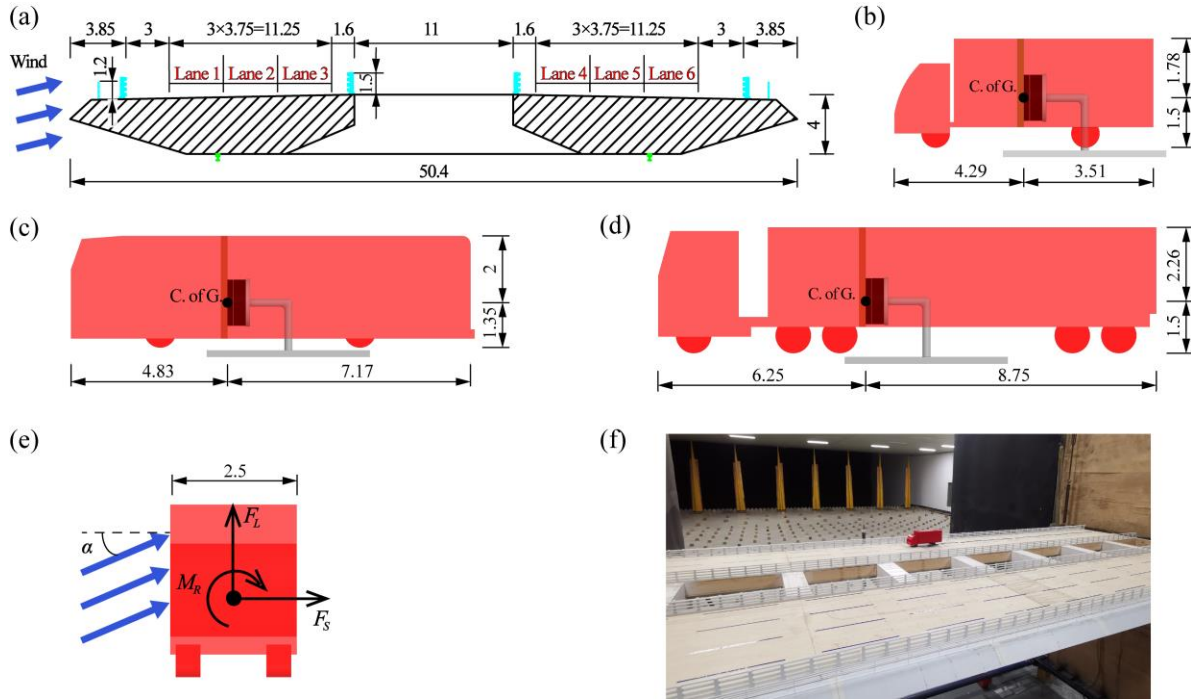 (a)
3.85 3 3×3.75=11.25 1.6 11 1.6 3×3.75=11.25 3 3.85
Wind
1.2
Lane 1 Lane 2 Lane 3
1.5
Lane 4 Lane 5 Lane 6
4
50.4
(b)
C. of G.
1.78
1.5
4.29 3.51
(c)
C. of G.
2
1.35
4.83 7.17
(d)
C. of G.
2.26
1.5
6.25 8.75
(e)
2.5
F_L
α
M_R
F_S
(f)